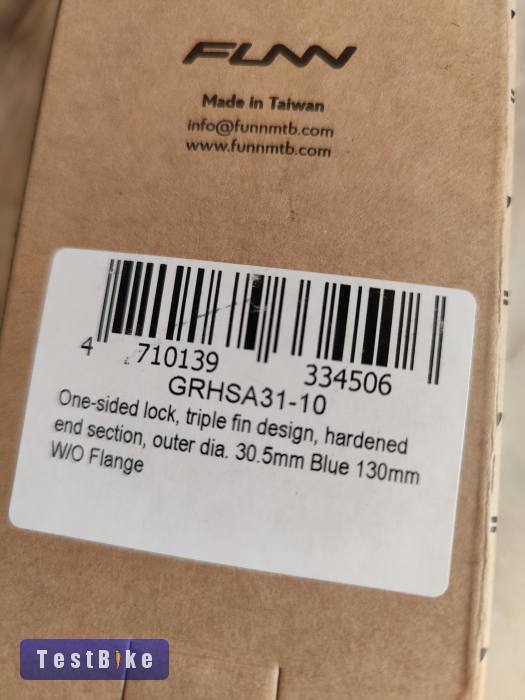 FUNN
Made in Taiwan
info@funnmtb.com
www.funnmtb.com
4 710139 334506
GRHSA31-10
One-sided lock, triple fin design, hardened
end section, outer dia. 30.5mm Blue 130mm
W/O Flange
TestBike